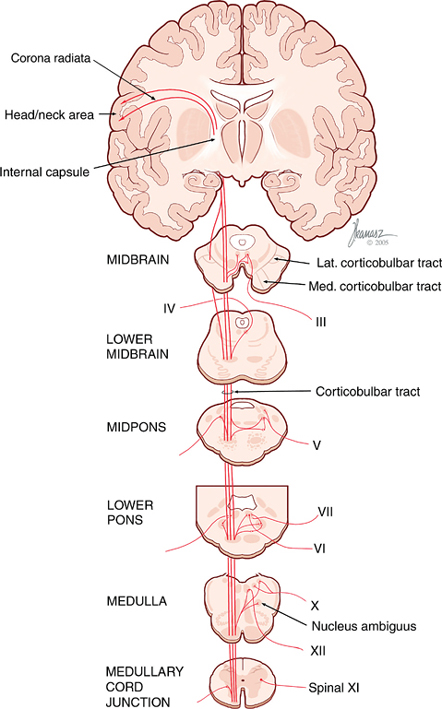 Corona radiata
Head/neck area
Internal capsule
© 2005
MIDBRAIN
Lat. corticobulbar tract
Med. corticobulbar tract
IV
III
LOWER
MIDBRAIN
Corticobulbar tract
MIDPONS
V
LOWER
PONS
VII
VI
MEDULLA
X
Nucleus ambiguus
XII
MEDULLARY
CORD
JUNCTION
Spinal XI